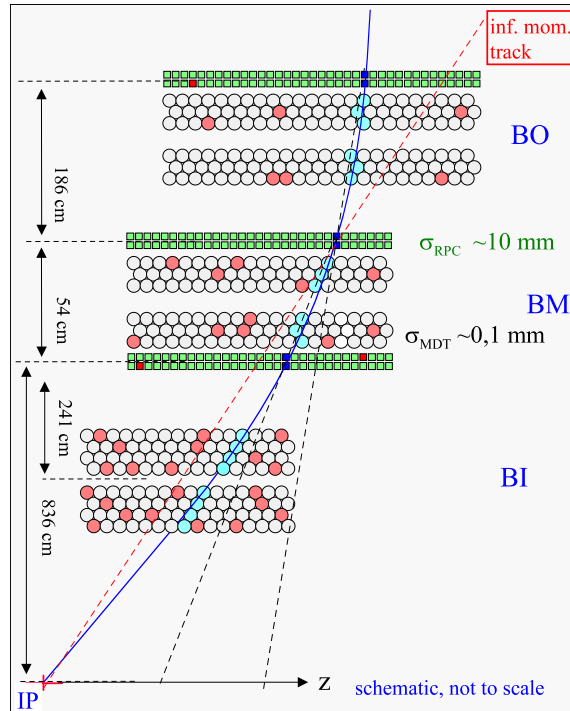 inf. mom.
track
BO
186 cm
σRPC ~10 mm
54 cm
BM
σMDT ~0,1 mm
241 cm
BI
836 cm
z
IP
schematic, not to scale